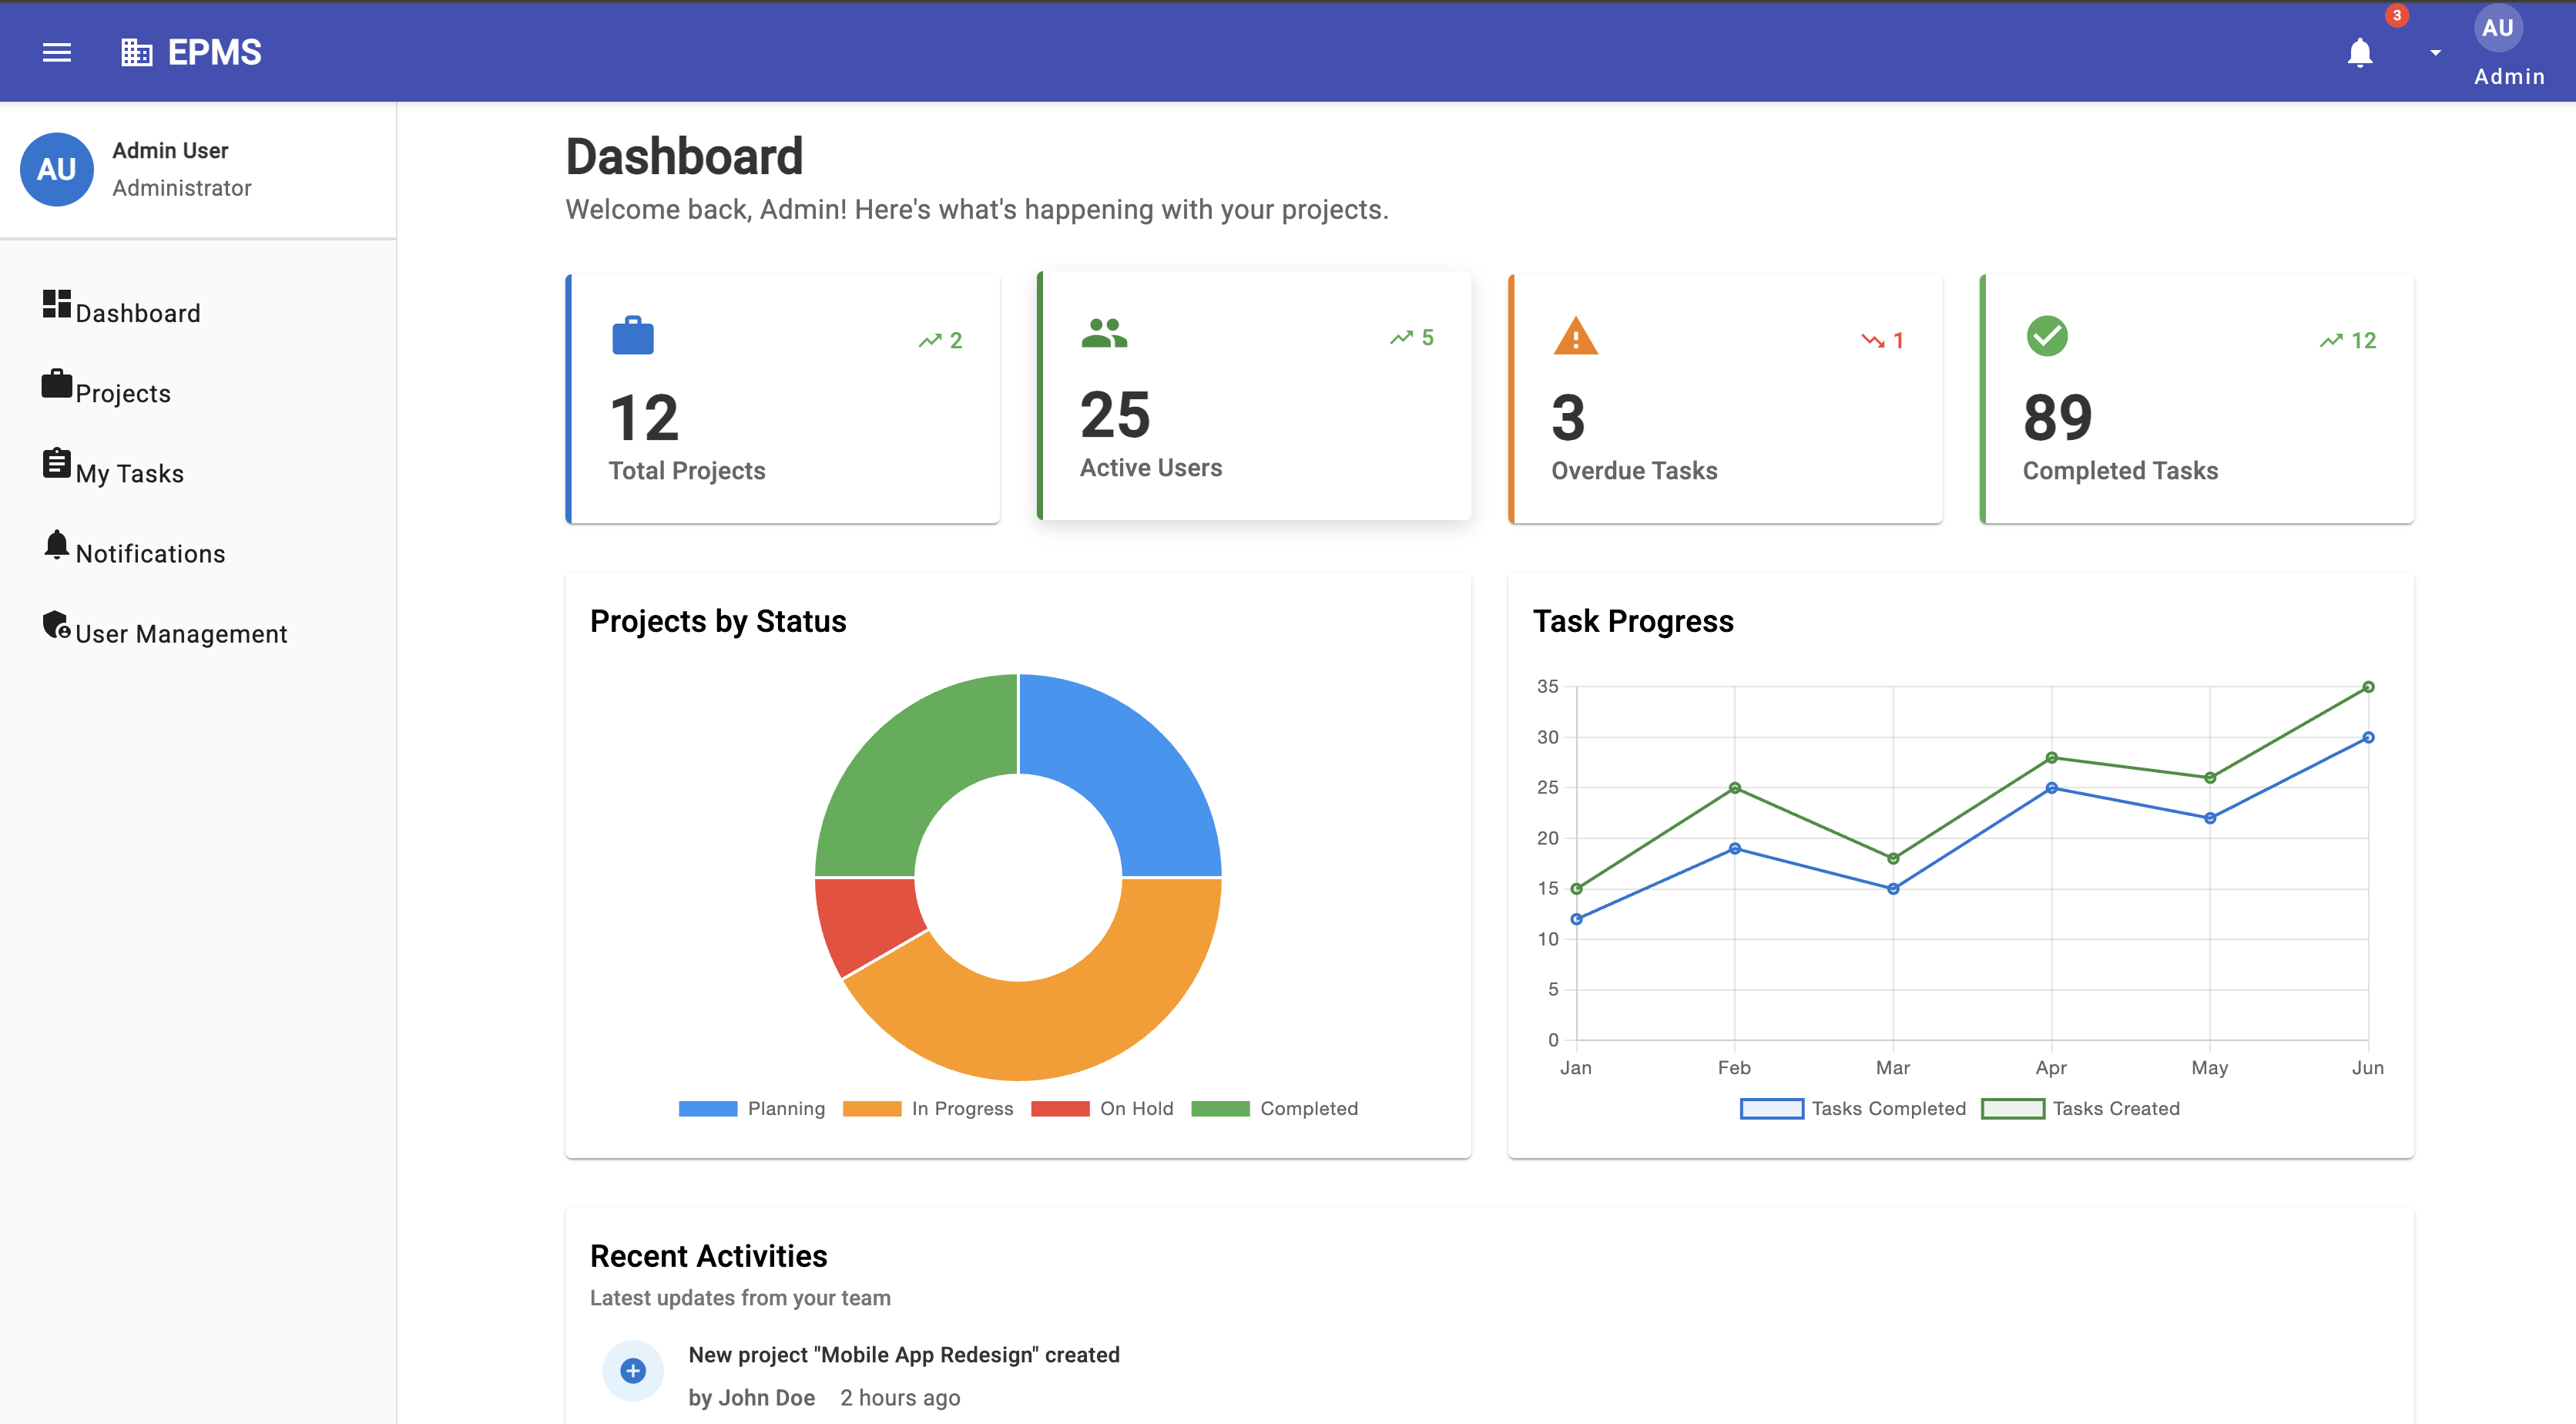 EPMS
3
AU
Admin
AU
Admin User
Administrator
Dashboard
Projects
My Tasks
Notifications
User Management
Dashboard
Welcome back, Admin! Here's what's happening with your projects.
2
12
Total Projects
5
25
Active Users
1
3
Overdue Tasks
12
89
Completed Tasks
Projects by Status
Planning In Progress On Hold Completed
Task Progress
35
30
25
20
15
10
5
0
Jan Feb Mar Apr May Jun
Tasks Completed Tasks Created
Recent Activities
Latest updates from your team
New project "Mobile App Redesign" created
by John Doe 2 hours ago